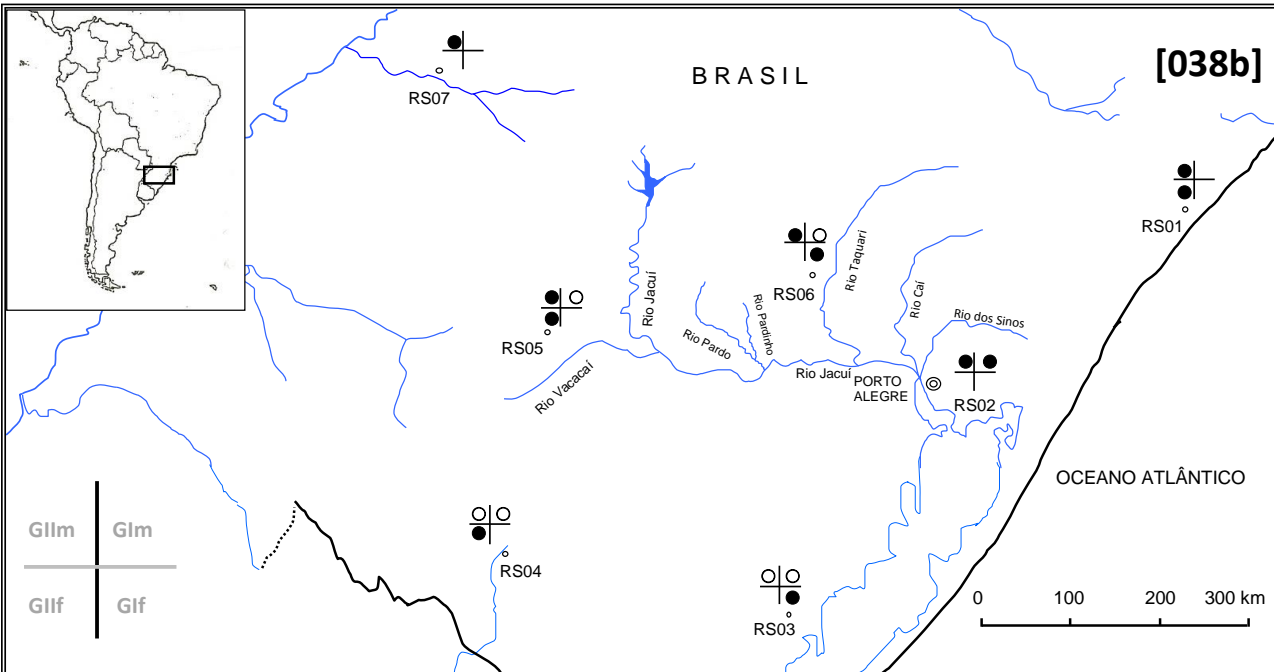 BRASIL
[038b]
RS07
RS01
RS06
Rio Taquari
Rio Caí
Rio Jacuí
Rio dos Sinos
Rio Pardinho
Rio Pardo
RS05
Rio Vacacaí
Rio Jacuí
PORTO
ALEGRE
RS02
OCEANO ATLÂNTICO
GIIm
GIm
GIIf
GIf
RS04
RS03
0 100 200 300 km